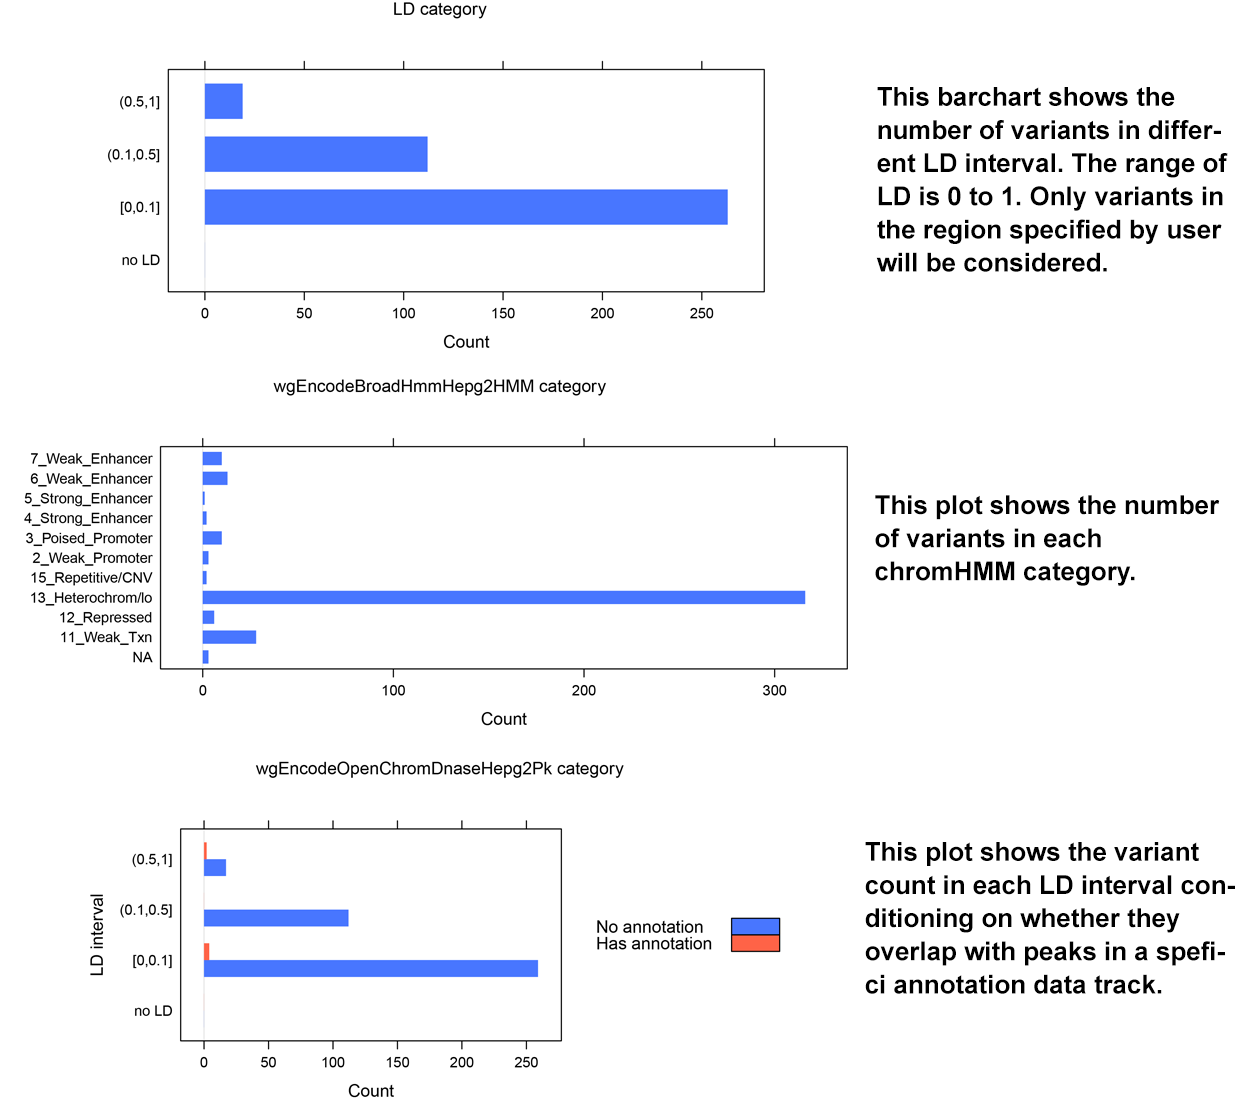 LD category
(0.5,1]
(0.1,0.5]
[0,0.1]
no LD
0 50 100 150 200 250
Count
This barchart shows the
number of variants in differ-
ent LD interval. The range of
LD is 0 to 1. Only variants in
the region specified by user
will be considered.
wgEncodeBroadHmmHepg2HMM category
7_Weak_Enhancer
6_Weak_Enhancer
5_Strong_Enhancer
4_Strong_Enhancer
3_Poised_Promoter
2_Weak_Promoter
15_Repetitive/CNV
13_Heterochrom/lo
12_Repressed
11_Weak_Txn
NA
0 100 200 300
Count
This plot shows the number
of variants in each
chromHMM category.
wgEncodeOpenChromDnaseHepg2Pk category
LD interval
(0.5,1]
(0.1,0.5]
[0,0.1]
no LD
0 50 100 150 200 250
Count
No annotation
Has annotation
This plot shows the variant
count in each LD interval con-
ditioning on whether they
overlap with peaks in a spefi-
ci annotation data track.